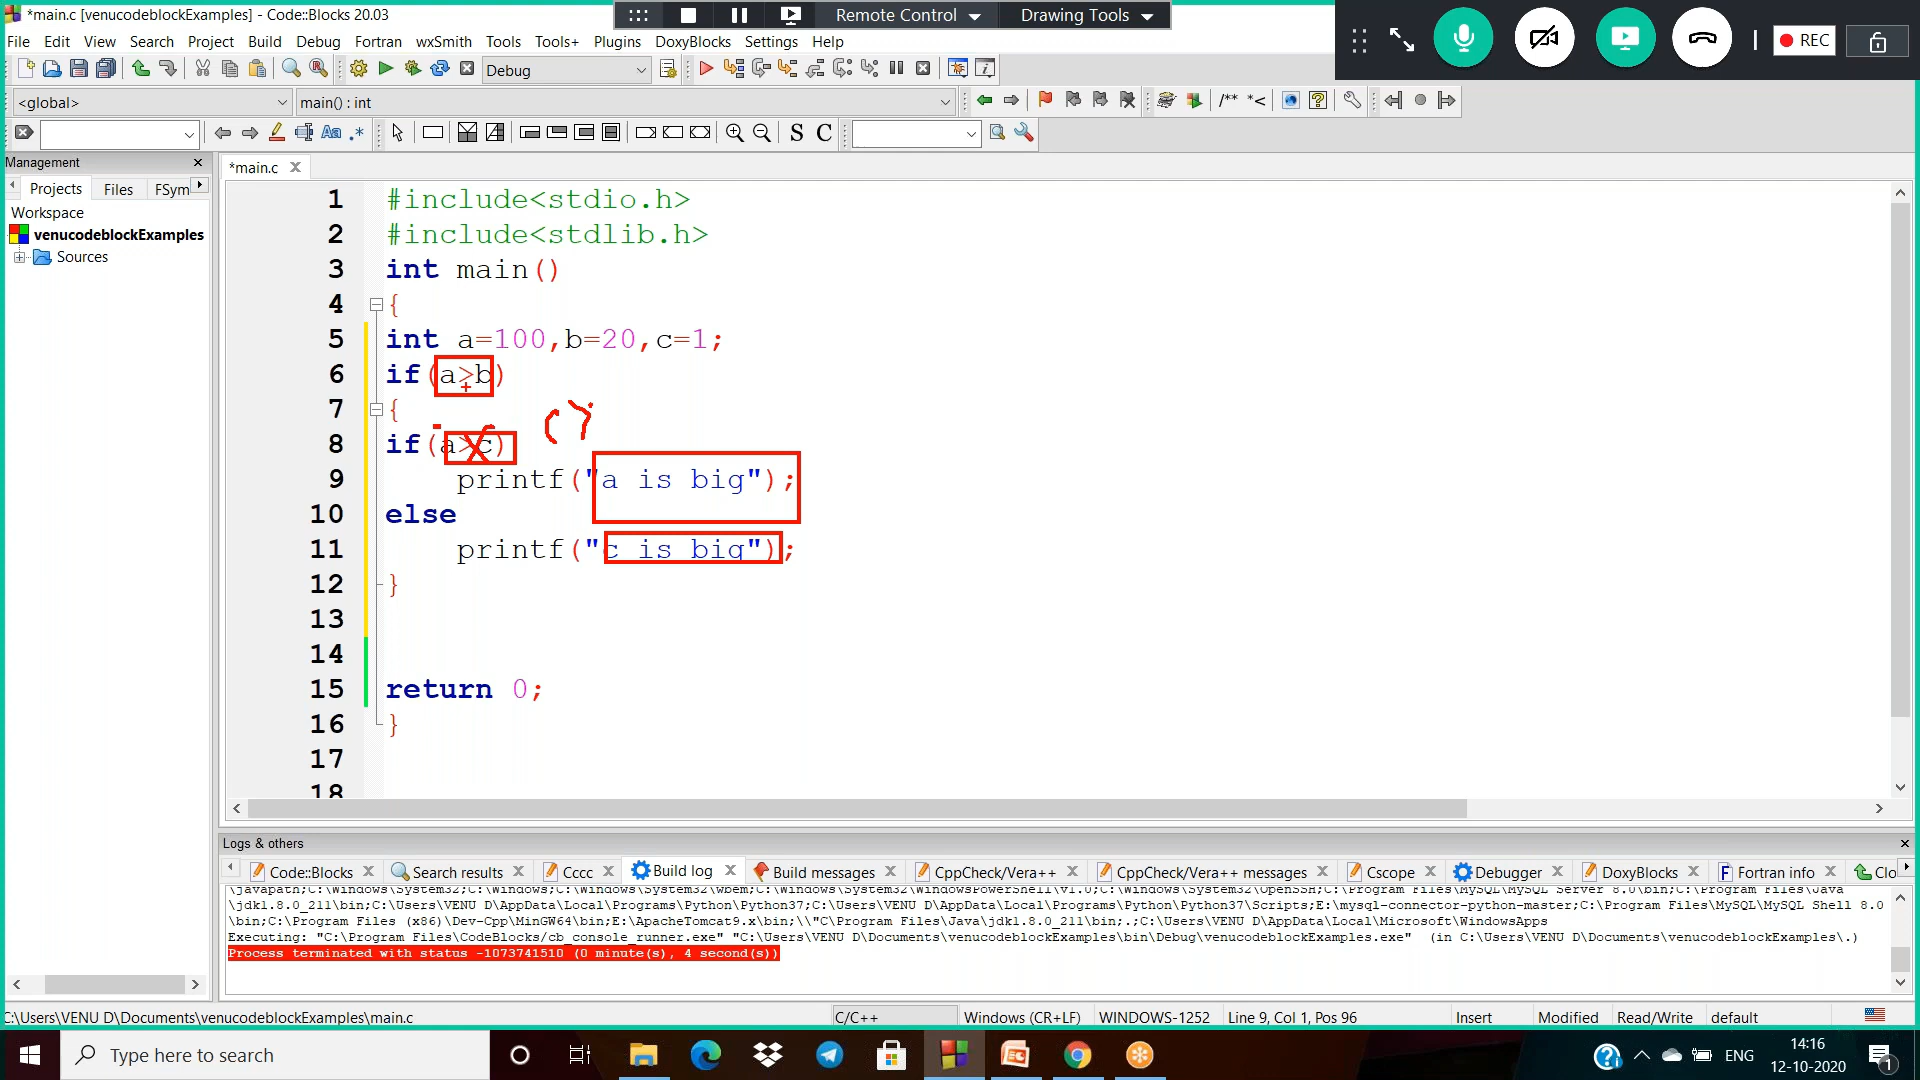 *main.c [venucodeblockExamples] - Code::Blocks 20.03
Remote Control
Drawing Tools
REC
File Edit View Search Project Build Debug Fortran wxSmith Tools Tools+ Plugins DoxyBlocks Settings Help
Debug
<global>
main() : int
/** *<
Aa .*
S C
Management
Projects Files FSym
Workspace
venucodeblockExamples
Sources
*main.c
1 #include<stdio.h>
2 #include<stdlib.h>
3 int main()
4 {
5 int a=100,b=20,c=1;
6 if(a>b)
7 {
8 if(a>c)
9 printf("a is big");
10 else
11 printf("c is big");
12 }
13
14
15 return 0;
16 }
17
18
Logs & others
Code::Blocks Search results Cccc Build log Build messages CppCheck/Vera++ CppCheck/Vera++ messages Cscope Debugger DoxyBlocks Fortran info Clo
\javapath;C:\Windows\System32;C:\Windows;C:\Windows\System32\wbem;C:\Windows\System32\WindowsPowerShell\v1.0;C:\Windows\System32\OpenSSH;C:\Program Files\MySQL\MySQL Server 8.0\bin;C:\Program Files\Java
\jdk1.8.0_211\bin;C:\Users\VENU D\AppData\Local\Programs\Python\Python37;C:\Users\VENU D\AppData\Local\Programs\Python\Python37\Scripts;E:\mysql-connector-python-master;C:\Program Files\MySQL\MySQL Shell 8.0
\bin;C:\Program Files (x86)\Dev-Cpp\MinGW64\bin;E:\ApacheTomcat9.x\bin;\\"C\Program Files\Java\jdk1.8.0_211\bin;.;C:\Users\VENU D\AppData\Local\Microsoft\WindowsApps
Executing: "C:\Program Files\CodeBlocks/cb_console_runner.exe" "C:\Users\VENU D\Documents\venucodeblockExamples\bin\Debug\venucodeblockExamples.exe" (in C:\Users\VENU D\Documents\venucodeblockExamples\.)
Process terminated with status -1073741510 (0 minute(s), 4 second(s))
C:\Users\VENU D\Documents\venucodeblockExamples\main.c
C/C++
Windows (CR+LF)
WINDOWS-1252
Line 9, Col 1, Pos 96
Insert
Modified
Read/Write
default
Type here to search
ENG
14:16
12-10-2020
1